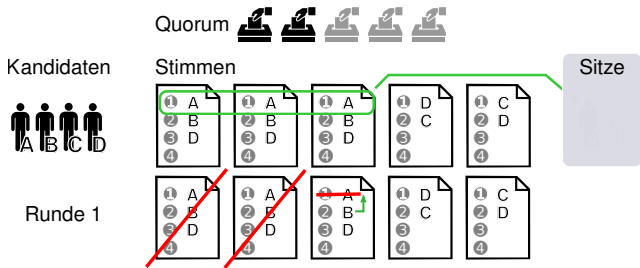 Quorum
Kandidaten Stimmen Sitze
1 A 1 A 1 A 1 D 1 C
2 B 2 B 2 B 2 C 2 D
3 D 3 D 3 D 3 3
4 4 4 4 4
A B C D
Runde 1
1 A 1 A 1 A 1 D 1 C
2 B 2 B 2 B 2 C 2 D
3 D 3 D 3 D 3 3
4 4 4 4 4